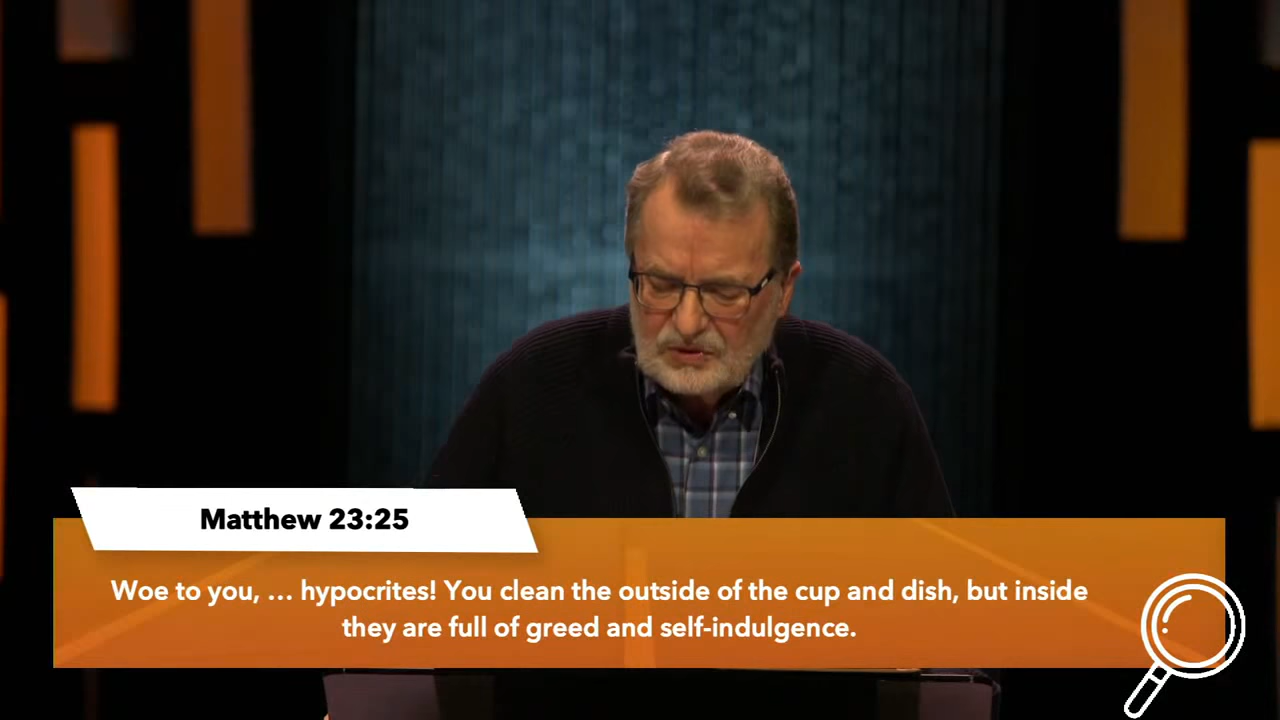 Matthew 23:25
Woe to you, … hypocrites! You clean the outside of the cup and dish, but inside
they are full of greed and self-indulgence.